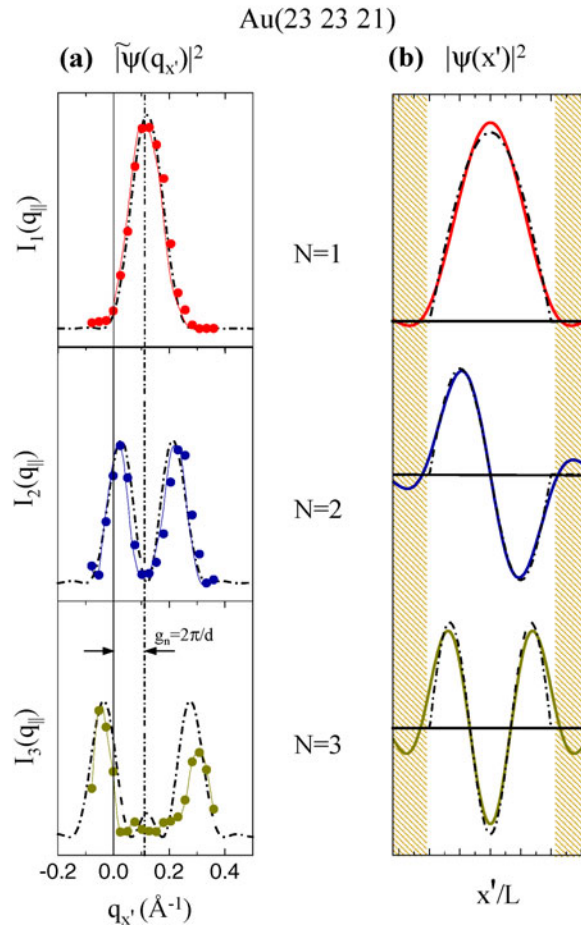 Au(23 23 21)
(a) |ψ̃(qx')|²
(b) |ψ(x')|²
I₁(q∥)
N=1
I₂(q∥)
N=2
gₙ=2π/d
I₃(q∥)
N=3
-0.2 0.0 0.2 0.4
qx' (Å⁻¹)
x'/L